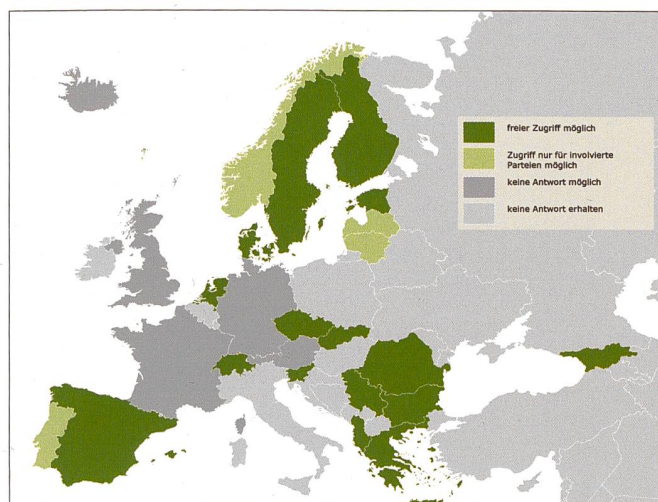 freier Zugriff möglich
Zugriff nur für involvierte
Parteien möglich
keine Antwort möglich
keine Antwort erhalten